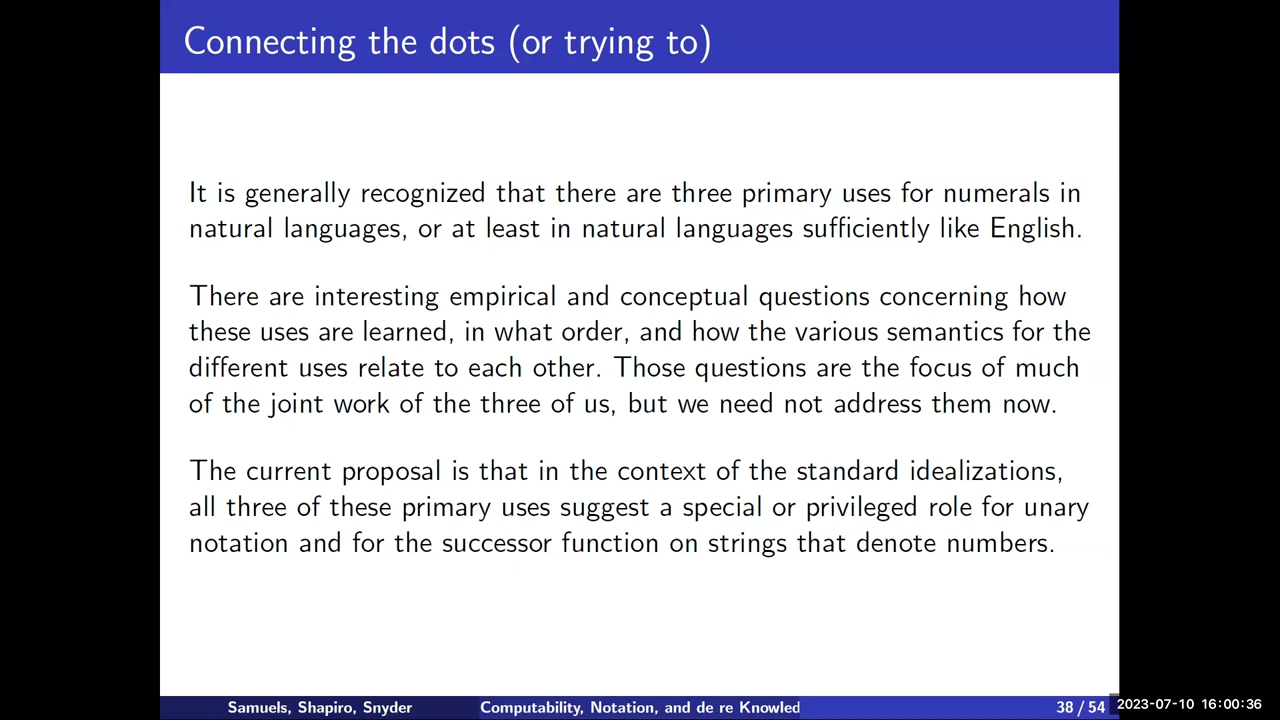 Connecting the dots (or trying to)
It is generally recognized that there are three primary uses for numerals in
natural languages, or at least in natural languages sufficiently like English.
There are interesting empirical and conceptual questions concerning how
these uses are learned, in what order, and how the various semantics for the
different uses relate to each other. Those questions are the focus of much
of the joint work of the three of us, but we need not address them now.
The current proposal is that in the context of the standard idealizations,
all three of these primary uses suggest a special or privileged role for unary
notation and for the successor function on strings that denote numbers.
Samuels, Shapiro, Snyder Computability, Notation, and de re Knowled 38 / 54 2023-07-10 16:00:36